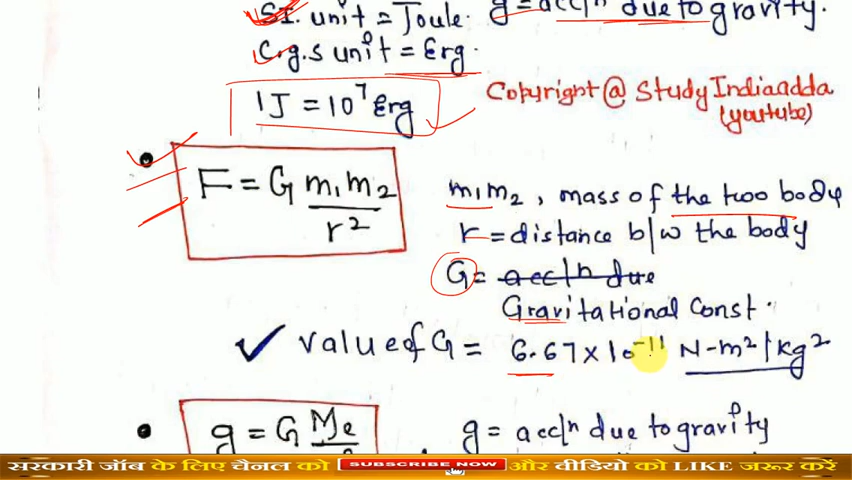 S.I. unit = Joule.
g = accln due to gravity.
C.g.s unit = Erg.
1J = 10⁷ Erg
Copyright@StudyIndiaadda
(youtube)
F = G m₁m₂ / r²
m₁m₂, mass of the two body
r = distance b/w the body
G = accln due
Gravitational Const.
✓ value of G = 6.67 × 10⁻¹¹ N-m²/kg²
g = G Me
g = accln due to gravity
सरकारी जॉब के लिए चैनल को SUBSCRIBE NOW और वीडियो को LIKE जरूर करें